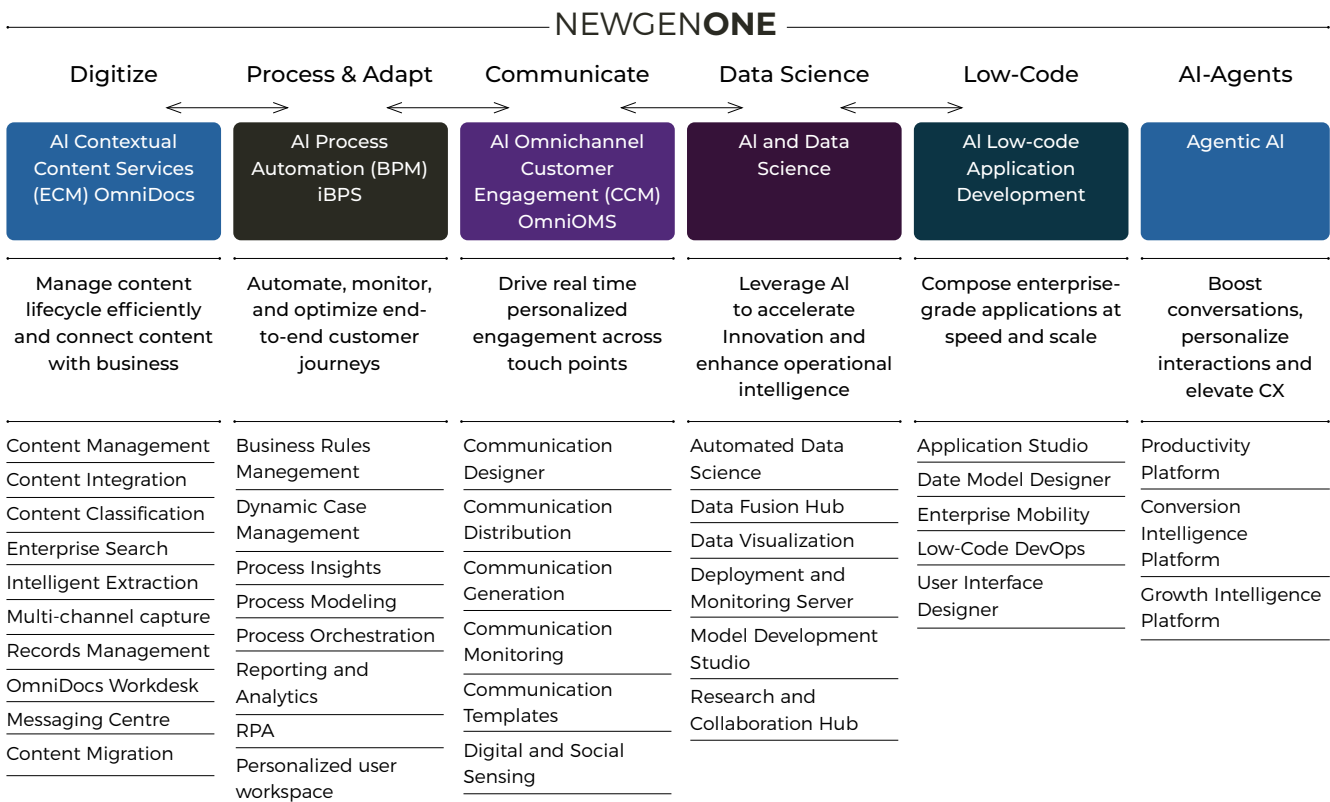 NEWGENONE
Digitize
Process & Adapt
Communicate
Data Science
Low-Code
AI-Agents
AI Contextual
Content Services
(ECM) OmniDocs
AI Process
Automation (BPM)
iBPS
AI Omnichannel
Customer
Engagement (CCM)
OmniOMS
AI and Data
Science
AI Low-code
Application
Development
Agentic AI
Manage content
lifecycle efficiently
and connect content
with business
Automate, monitor,
and optimize end-
to-end customer
journeys
Drive real time
personalized
engagement across
touch points
Leverage AI
to accelerate
Innovation and
enhance operational
intelligence
Compose enterprise-
grade applications at
speed and scale
Boost
conversations,
personalize
interactions and
elevate CX
Content Management
Content Integration
Content Classification
Enterprise Search
Intelligent Extraction
Multi-channel capture
Records Management
OmniDocs Workdesk
Messaging Centre
Content Migration
Business Rules
Manegement
Dynamic Case
Management
Process Insights
Process Modeling
Process Orchestration
Reporting and
Analytics
RPA
Personalized user
workspace
Communication
Designer
Communication
Distribution
Communication
Generation
Communication
Monitoring
Communication
Templates
Digital and Social
Sensing
Automated Data
Science
Data Fusion Hub
Data Visualization
Deployment and
Monitoring Server
Model Development
Studio
Research and
Collaboration Hub
Application Studio
Date Model Designer
Enterprise Mobility
Low-Code DevOps
User Interface
Designer
Productivity
Platform
Conversion
Intelligence
Platform
Growth Intelligence
Platform